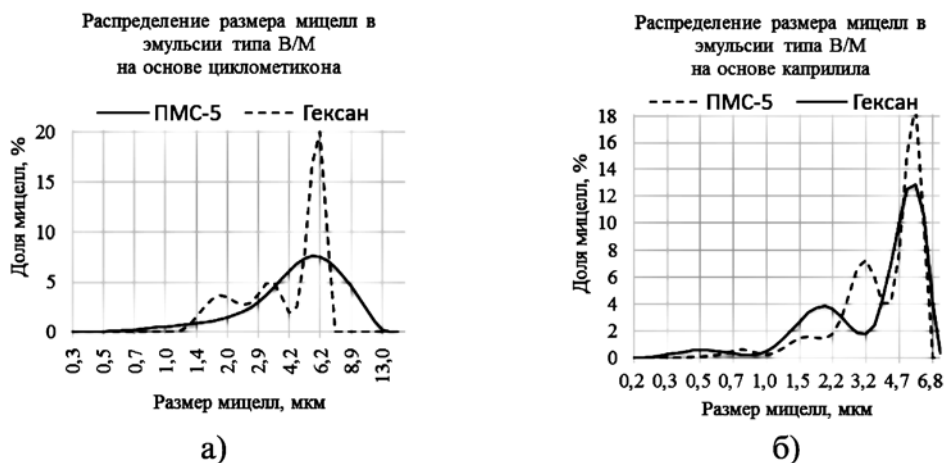 Распределение размера мицелл в
эмульсии типа В/М
на основе циклометикона
ПМС-5 Гексан
Доля мицелл, %
20
15
10
5
0
0,3 0,5 0,7 1,0 1,4 2,0 2,9 4,2 6,2 8,9 13,0
Размер мицелл, мкм
а)
Распределение размера мицелл в
эмульсии типа В/М
на основе каприлила
ПМС-5 Гексан
Доля мицелл, %
18
16
14
12
10
8
6
4
2
0
0,2 0,3 0,5 0,7 1,0 1,5 2,2 3,2 4,7 6,8
Размер мицелл, мкм
б)